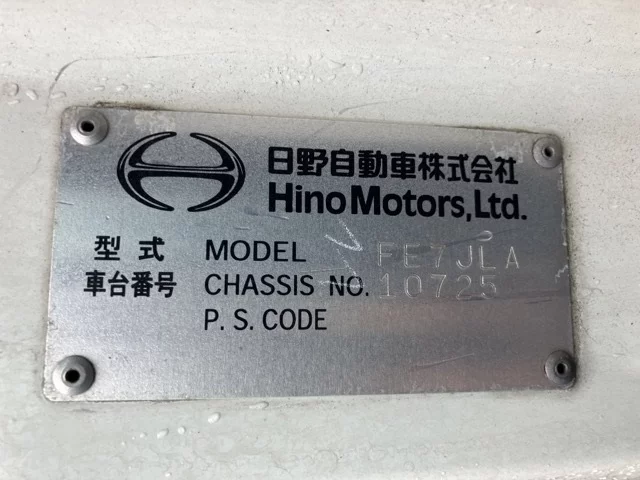 日野自動車株式会社
Hino Motors, Ltd.
型式 MODEL FE7JLA
車台番号 CHASSIS NO. 10725
P. S. CODE